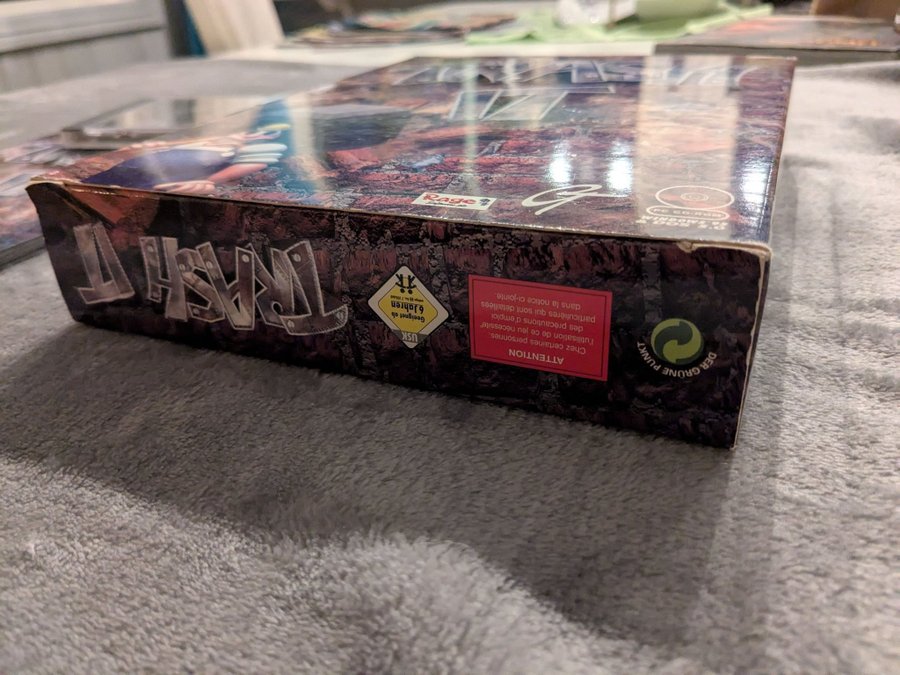 TRASH IT
Rage
Geeignet ab
6 Jahren
USK
ATTENTION
Chez certaines personnes
l'utilisation de ce jeu nécessite
des précautions d'emploi
particulières qui sont détaillées
dans la notice ci-jointe
DER GRÜNE PUNKT